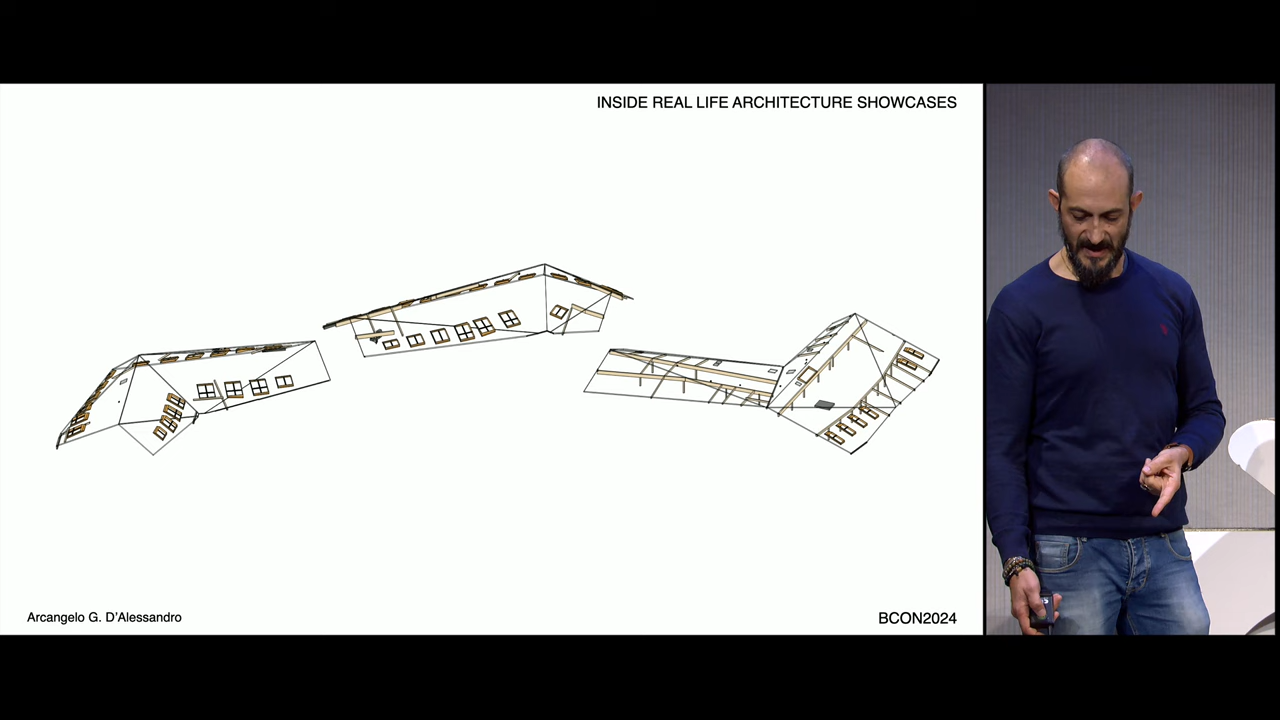 INSIDE REAL LIFE ARCHITECTURE SHOWCASES
Arcangelo G. D'Alessandro
BCON2024